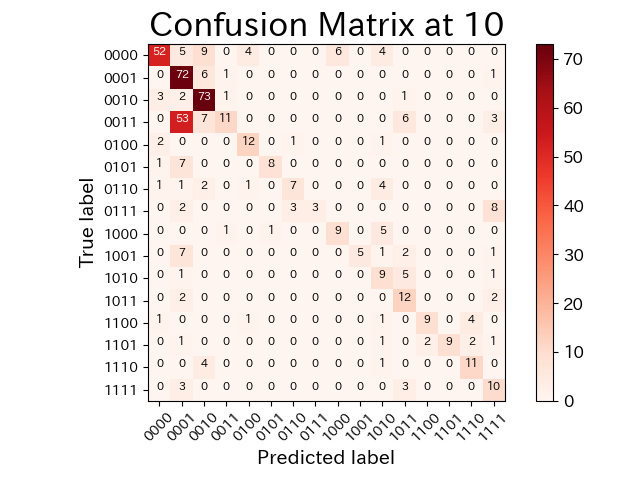 Confusion Matrix at 10
True label
0000 52 5 9 0 4 0 0 0 6 0 4 0 0 0 0 0
0001 0 72 6 1 0 0 0 0 0 0 0 0 0 0 0 1
0010 3 2 73 1 0 0 0 0 0 0 0 1 0 0 0 0
0011 0 53 7 11 0 0 0 0 0 0 0 6 0 0 0 3
0100 2 0 0 0 12 0 1 0 0 0 1 0 0 0 0 0
0101 1 7 0 0 0 8 0 0 0 0 0 0 0 0 0 0
0110 1 1 2 0 1 0 7 0 0 0 4 0 0 0 0 0
0111 0 2 0 0 0 0 3 3 0 0 0 0 0 0 0 8
1000 0 0 0 1 0 1 0 0 9 0 5 0 0 0 0 0
1001 0 7 0 0 0 0 0 0 0 5 1 2 0 0 0 1
1010 0 1 0 0 0 0 0 0 0 0 9 5 0 0 0 1
1011 0 2 0 0 0 0 0 0 0 0 0 12 0 0 0 2
1100 1 0 0 0 1 0 0 0 0 0 1 0 9 0 4 0
1101 0 1 0 0 0 0 0 0 0 0 1 0 2 9 2 1
1110 0 0 4 0 0 0 0 0 0 0 1 0 0 0 11 0
1111 0 3 0 0 0 0 0 0 0 0 0 3 0 0 0 10
0000 0001 0010 0011 0100 0101 0110 0111 1000 1001 1010 1011 1100 1101 1110 1111
Predicted label
70
60
50
40
30
20
10
0